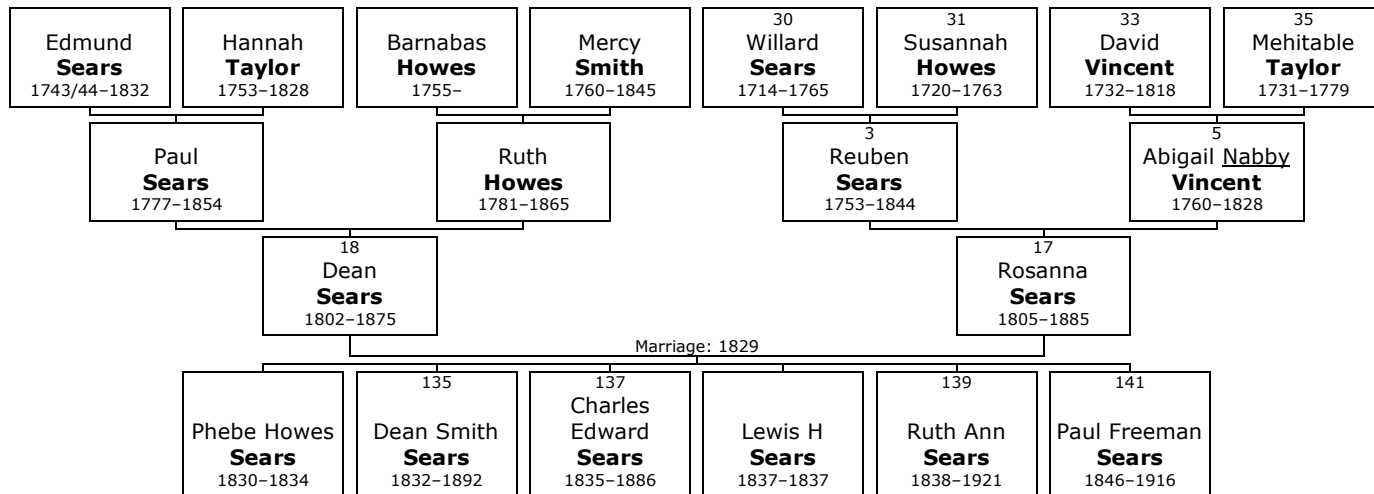 Edmund
Sears
1743/44–1832
Hannah
Taylor
1753–1828
Barnabas
Howes
1755–
Mercy
Smith
1760–1845
30
Willard
Sears
1714–1765
31
Susannah
Howes
1720–1763
33
David
Vincent
1732–1818
35
Mehitable
Taylor
1731–1779
Paul
Sears
1777–1854
Ruth
Howes
1781–1865
3
Reuben
Sears
1753–1844
5
Abigail Nabby
Vincent
1760–1828
18
Dean
Sears
1802–1875
17
Rosanna
Sears
1805–1885
Marriage: 1829
Phebe Howes
Sears
1830–1834
135
Dean Smith
Sears
1832–1892
137
Charles
Edward
Sears
1835–1886
Lewis H
Sears
1837–1837
139
Ruth Ann
Sears
1838–1921
141
Paul Freeman
Sears
1846–1916